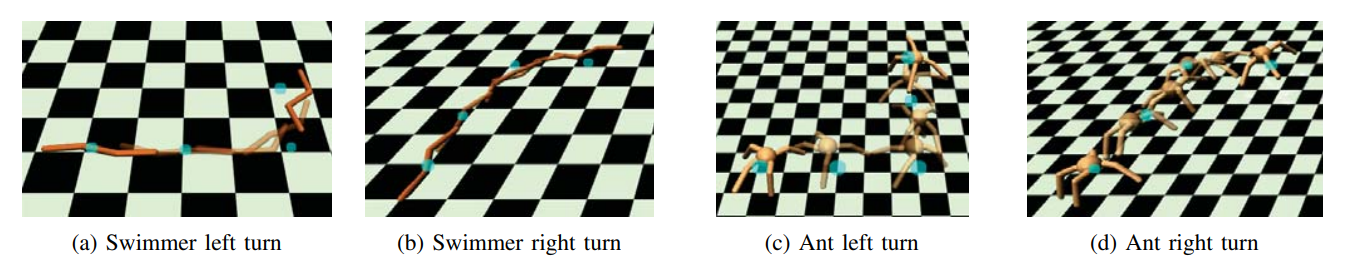 (a) Swimmer left turn
(b) Swimmer right turn
(c) Ant left turn
(d) Ant right turn